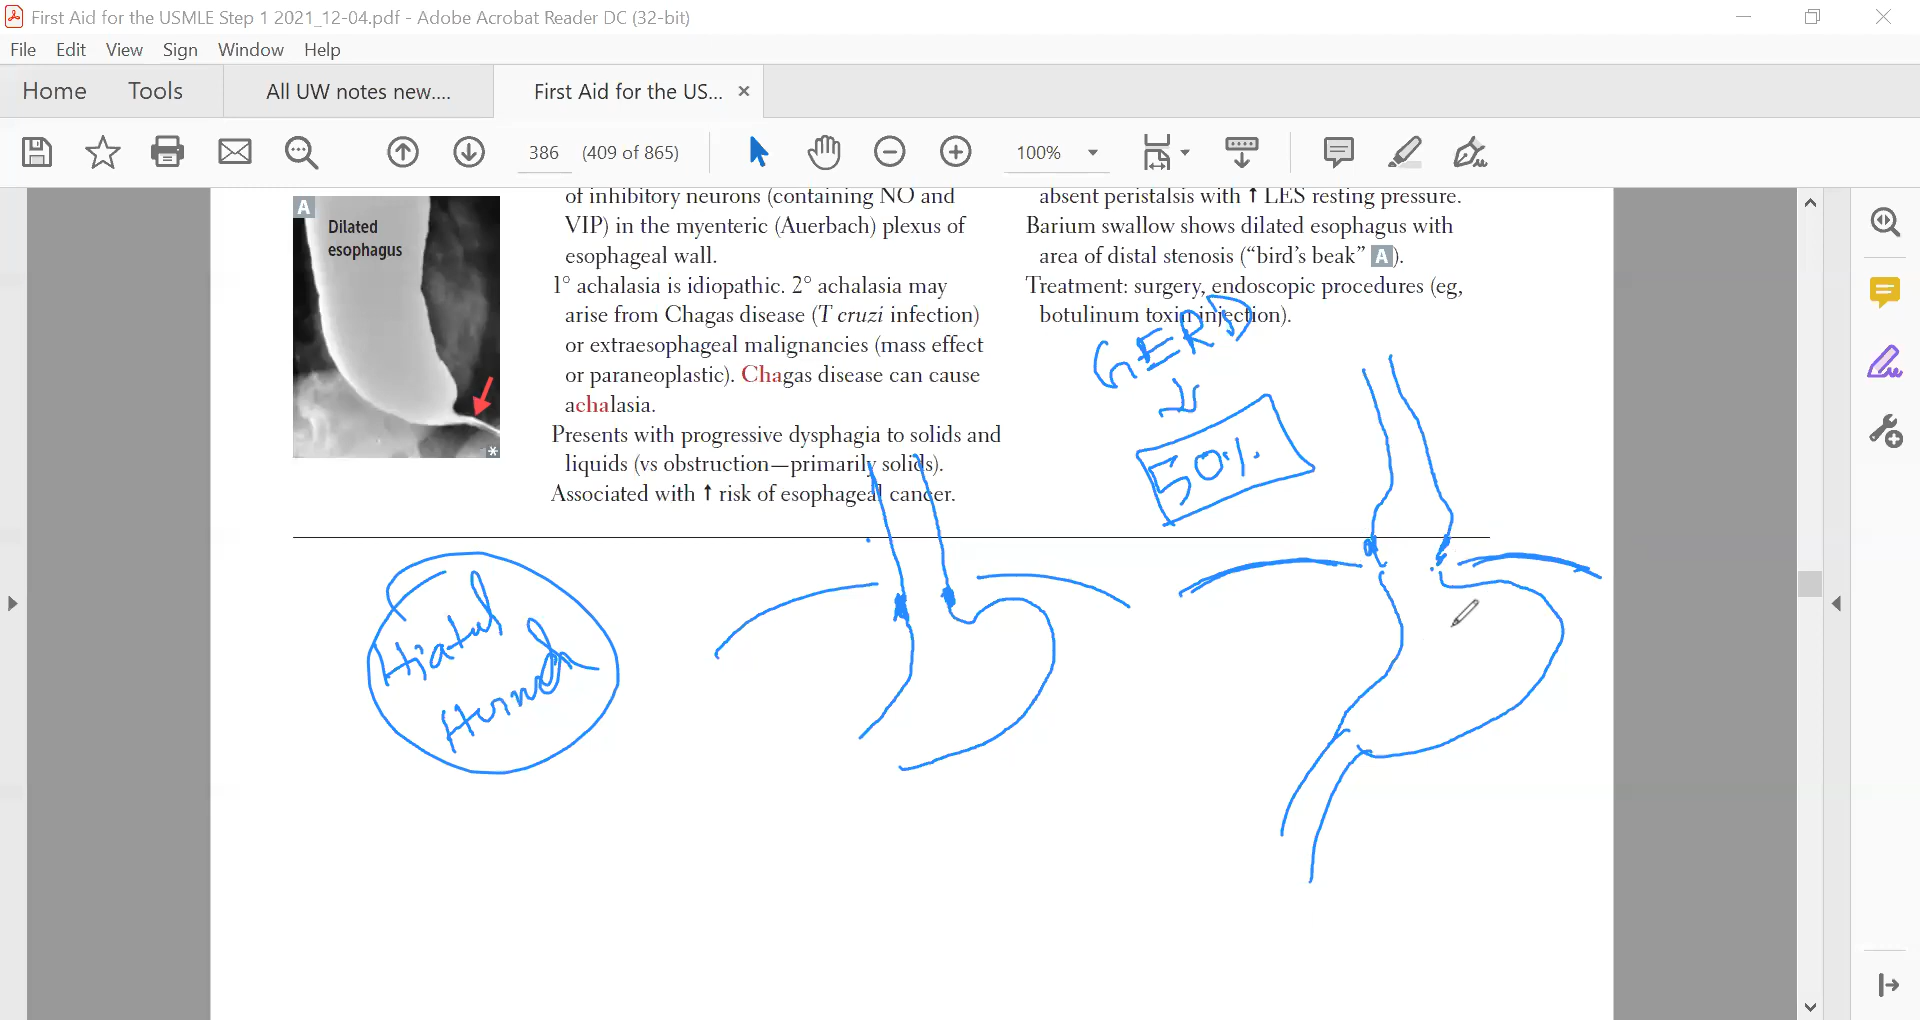 First Aid for the USMLE Step 1 2021_12-04.pdf - Adobe Acrobat Reader DC (32-bit)
File Edit View Sign Window Help
Home Tools All UW notes new.... First Aid for the US... ×
386 (409 of 865) 100%
A
Dilated
esophagus
of inhibitory neurons (containing NO and
VIP) in the myenteric (Auerbach) plexus of
esophageal wall.
1° achalasia is idiopathic. 2° achalasia may
arise from Chagas disease (T cruzi infection)
or extraesophageal malignancies (mass effect
or paraneoplastic). Chagas disease can cause
achalasia.
Presents with progressive dysphagia to solids and
liquids (vs obstruction—primarily solids).
Associated with ↑ risk of esophageal cancer.
absent peristalsis with ↑ LES resting pressure.
Barium swallow shows dilated esophagus with
area of distal stenosis (“bird’s beak” A).
Treatment: surgery, endoscopic procedures (eg,
botulinum toxin injection).
GERD
50%
Hiatal